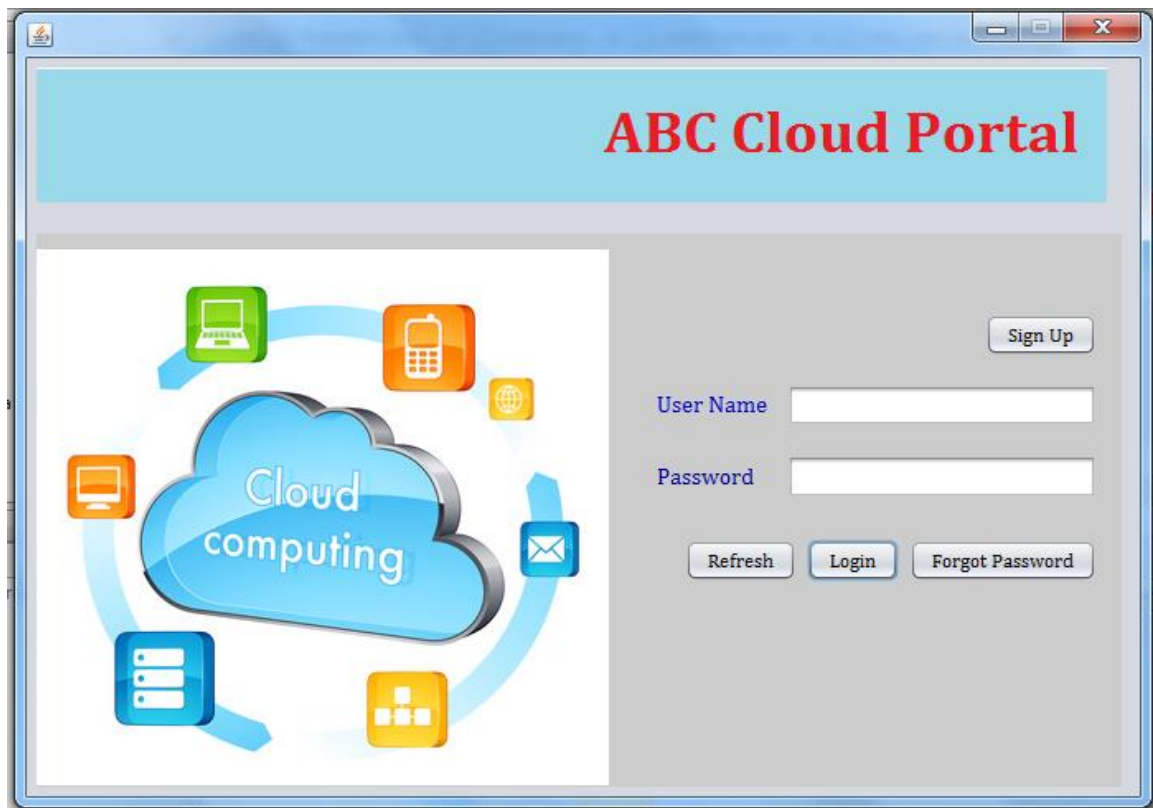 ABC Cloud Portal
Cloud
computing
Sign Up
User Name
Password
Refresh Login Forgot Password